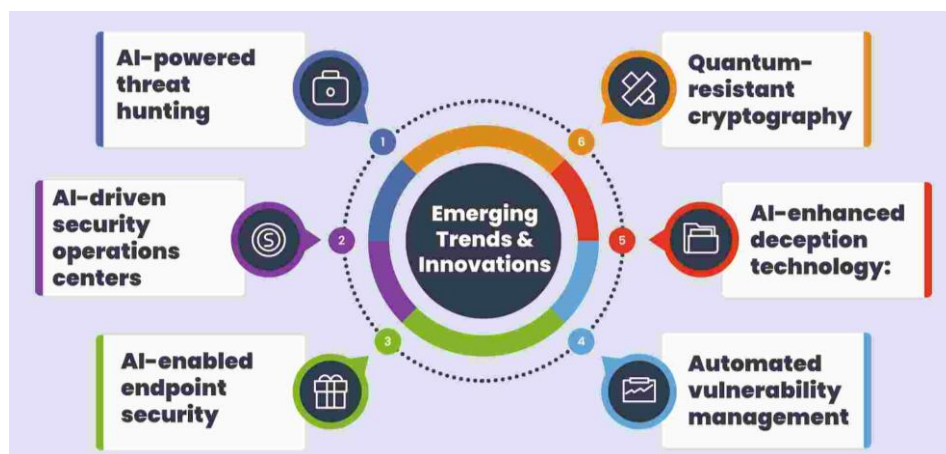 AI-powered
threat
hunting
1
AI-driven
security
operations
centers
2
AI-enabled
endpoint
security
3
Emerging
Trends &
Innovations
Automated
vulnerability
management
4
AI-enhanced
deception
technology:
5
Quantum-
resistant
cryptography
6